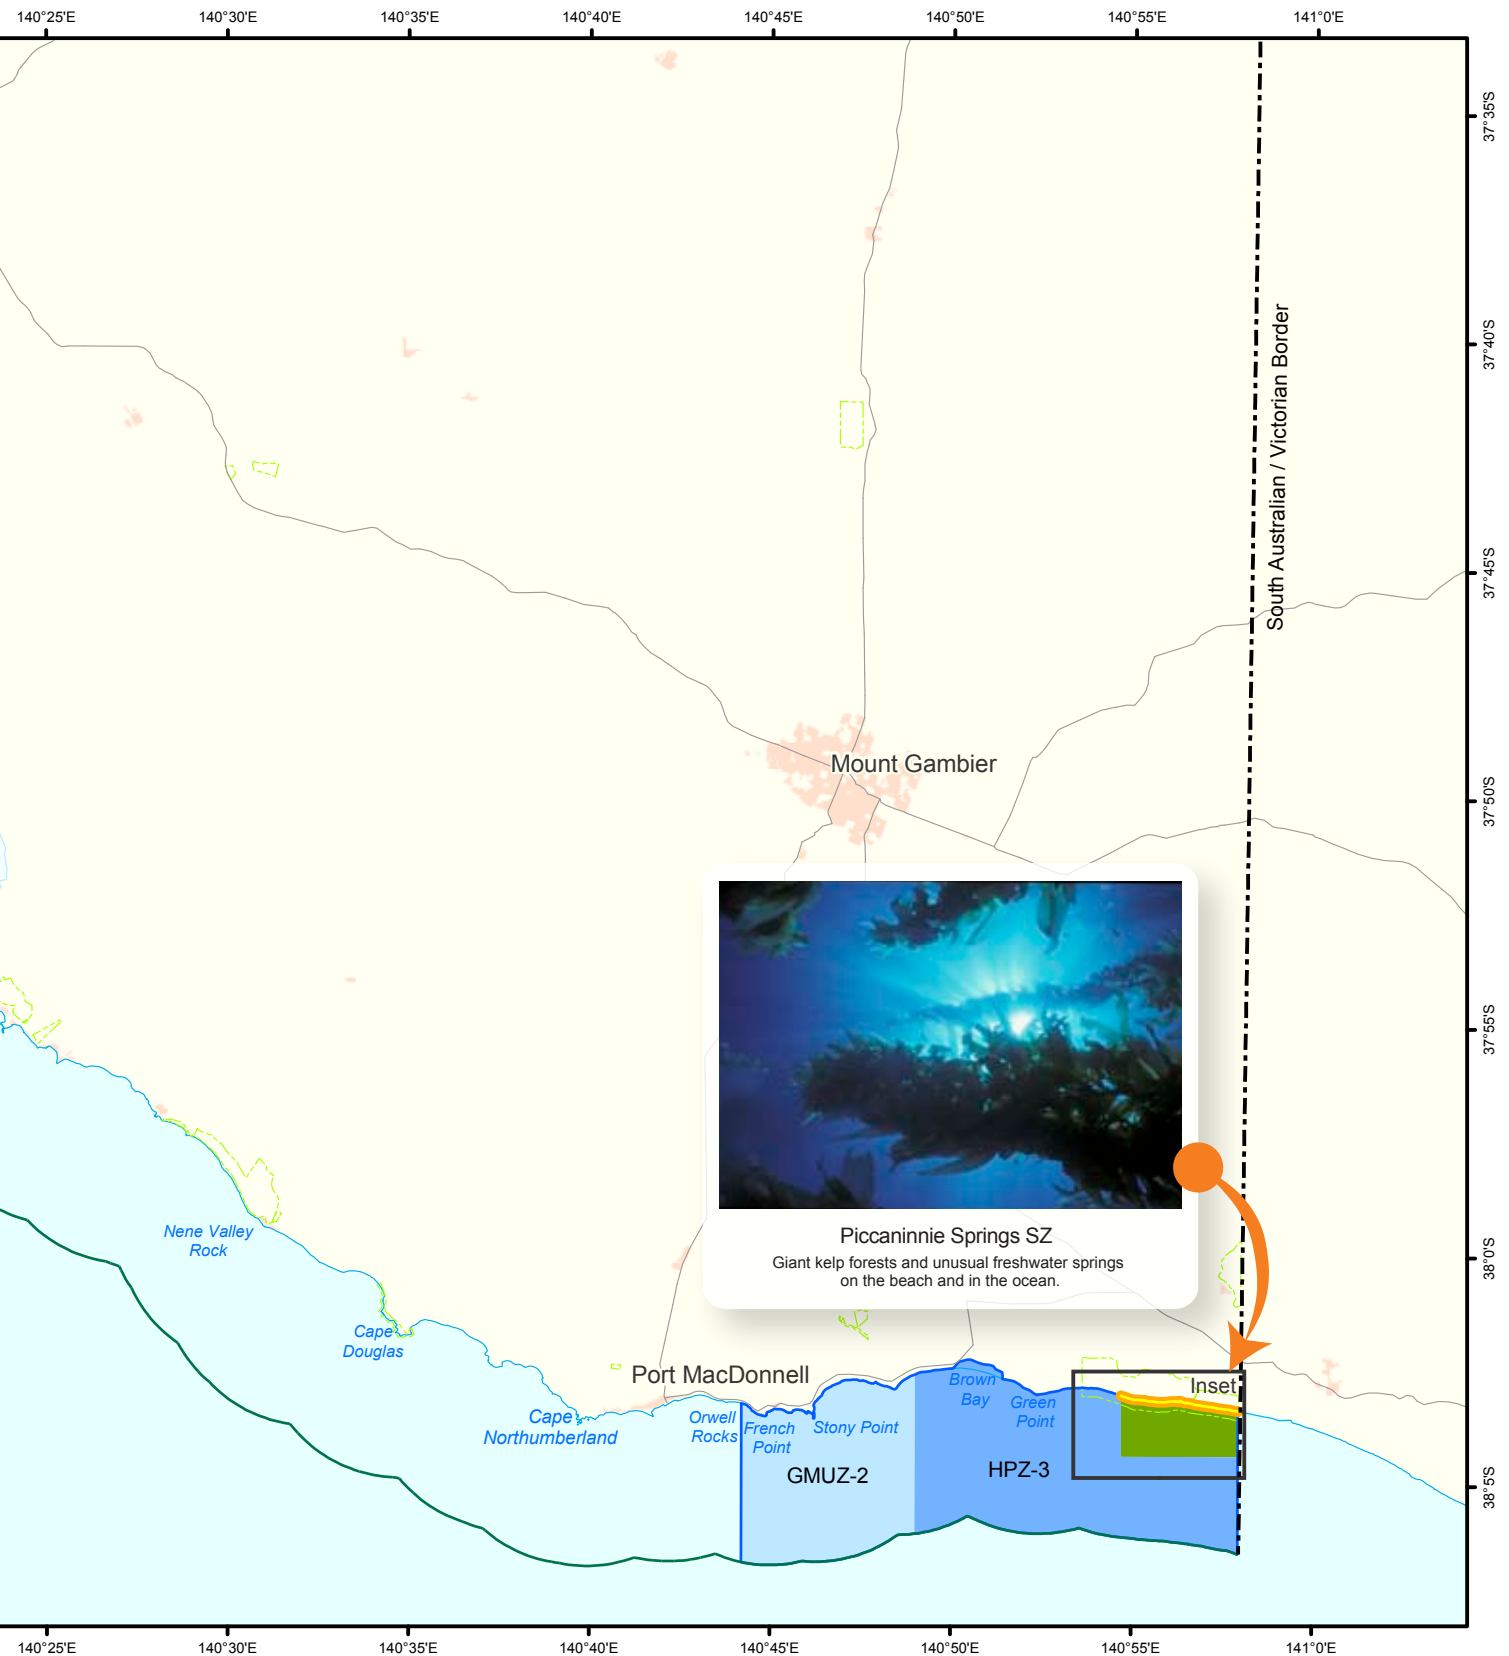 140°25'E
140°30'E
140°35'E
140°40'E
140°45'E
140°50'E
140°55'E
141°0'E
37°35'S
37°40'S
37°45'S
37°50'S
37°55'S
38°0'S
38°5'S
South Australian / Victorian Border
Mount Gambier
Piccaninnie Springs SZ
Giant kelp forests and unusual freshwater springs
on the beach and in the ocean.
Nene Valley
Rock
Cape
Douglas
Port MacDonnell
Cape
Northumberland
Orwell
Rocks
French
Point
Stony Point
Brown
Bay
Green
Point
Inset
GMUZ-2
HPZ-3
140°25'E
140°30'E
140°35'E
140°40'E
140°45'E
140°50'E
140°55'E
141°0'E